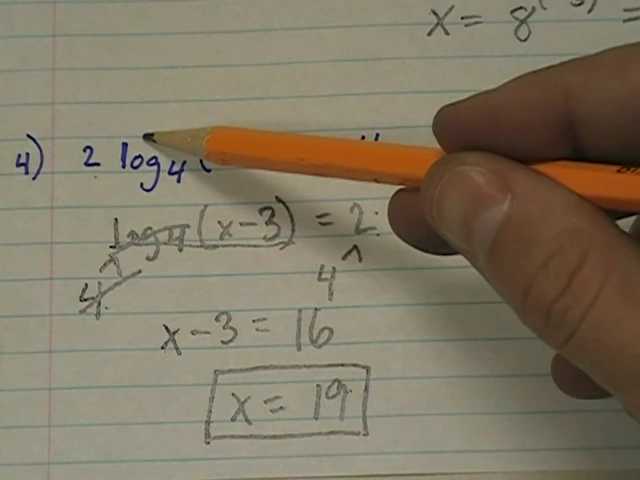 x = 8
4) 2 log₄(
log₄(x-3) = 2
4^ 4^
x - 3 = 16
x = 19